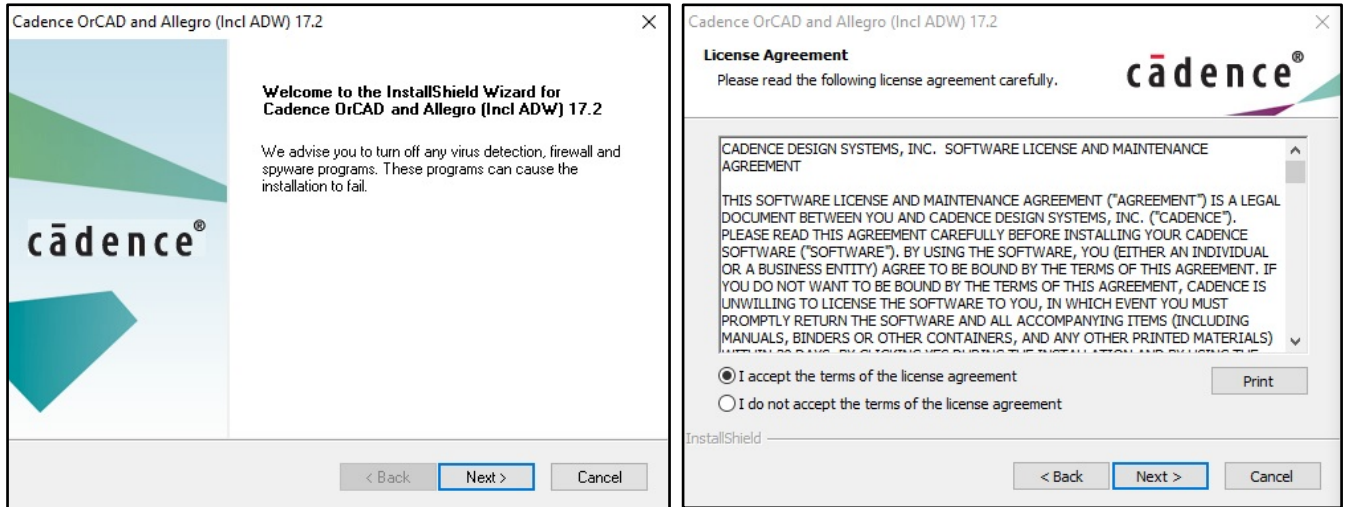 Cadence OrCAD and Allegro (Incl ADW) 17.2
Welcome to the InstallShield Wizard for
Cadence OrCAD and Allegro (Incl ADW) 17.2
We advise you to turn off any virus detection, firewall and
spyware programs. These programs can cause the
installation to fail.
cādence®
< Back
Next >
Cancel
Cadence OrCAD and Allegro (Incl ADW) 17.2
License Agreement
Please read the following license agreement carefully.
cādence®
CADENCE DESIGN SYSTEMS, INC.  SOFTWARE LICENSE AND MAINTENANCE
AGREEMENT
THIS SOFTWARE LICENSE AND MAINTENANCE AGREEMENT ("AGREEMENT") IS A LEGAL
DOCUMENT BETWEEN YOU AND CADENCE DESIGN SYSTEMS, INC. ("CADENCE").
PLEASE READ THIS AGREEMENT CAREFULLY BEFORE INSTALLING YOUR CADENCE
SOFTWARE ("SOFTWARE"). BY USING THE SOFTWARE, YOU (EITHER AN INDIVIDUAL
OR A BUSINESS ENTITY) AGREE TO BE BOUND BY THE TERMS OF THIS AGREEMENT. IF
YOU DO NOT WANT TO BE BOUND BY THE TERMS OF THIS AGREEMENT, CADENCE IS
UNWILLING TO LICENSE THE SOFTWARE TO YOU, IN WHICH EVENT YOU MUST
PROMPTLY RETURN THE SOFTWARE AND ALL ACCOMPANYING ITEMS (INCLUDING
MANUALS, BINDERS OR OTHER CONTAINERS, AND ANY OTHER PRINTED MATERIALS)
I accept the terms of the license agreement
Print
I do not accept the terms of the license agreement
InstallShield
< Back
Next >
Cancel